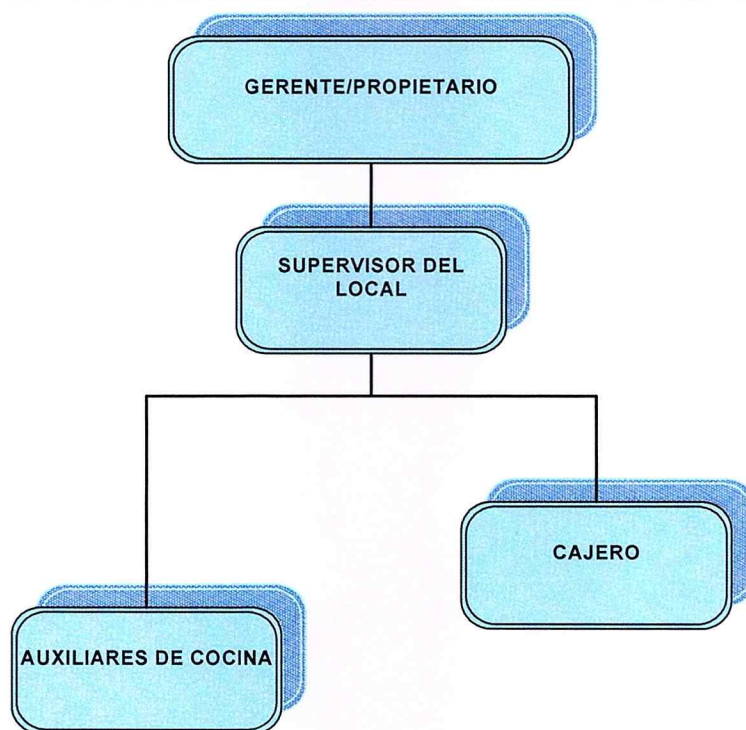 GERENTE/PROPIETARIO
SUPERVISOR DEL
LOCAL
CAJERO
AUXILIARES DE COCINA